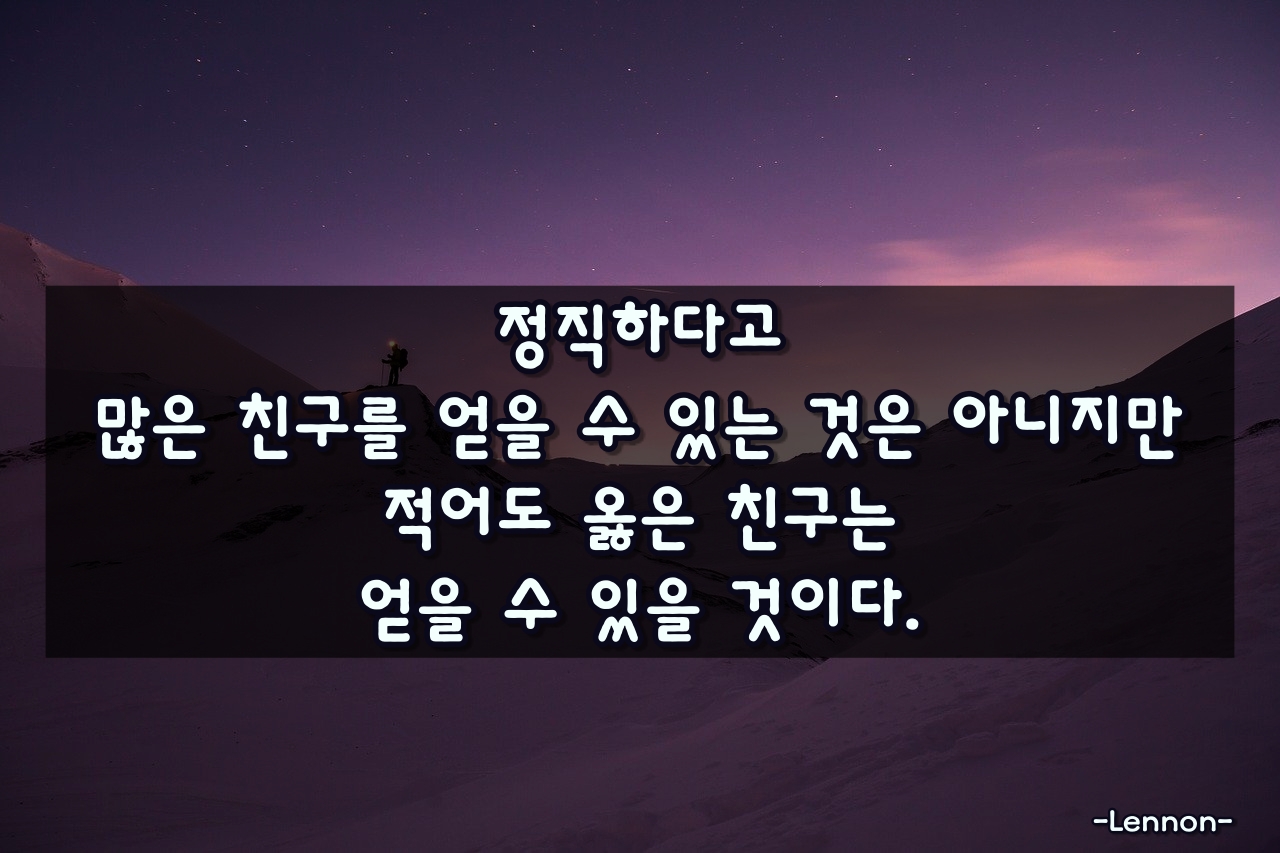 정직하다고
많은 친구를 얻을 수 있는 것은 아니지만
적어도 옳은 친구는
얻을 수 있을 것이다.
-Lennon-